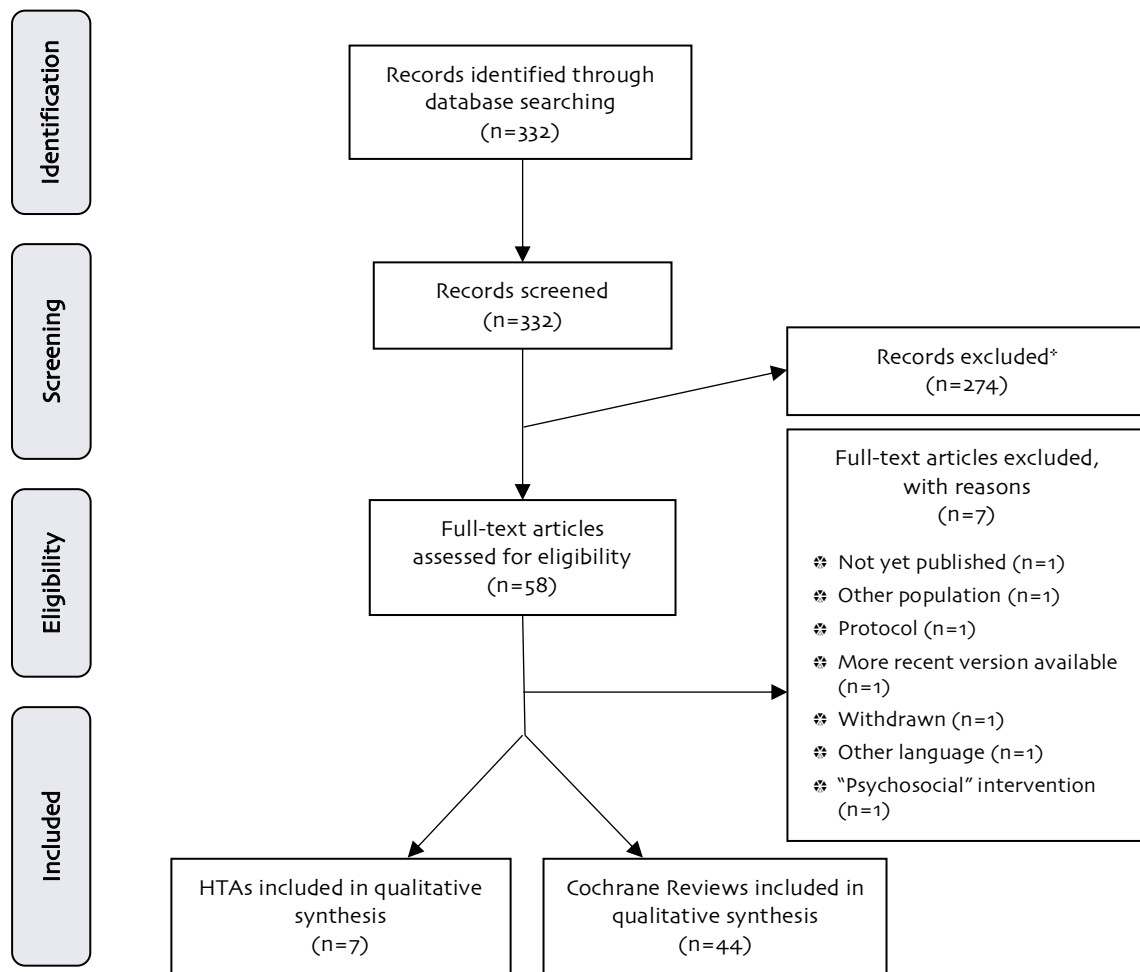 Identification
Records identified through
database searching
(n=332)
Screening
Records screened
(n=332)
Records excluded*
(n=274)
Eligibility
Full-text articles
assessed for eligibility
(n=58)
Full-text articles excluded,
with reasons
(n=7)
Not yet published (n=1)
Other population (n=1)
Protocol (n=1)
More recent version available
(n=1)
Withdrawn (n=1)
Other language (n=1)
“Psychosocial” intervention
(n=1)
Included
HTAs included in qualitative
synthesis
(n=7)
Cochrane Reviews included in
qualitative synthesis
(n=44)